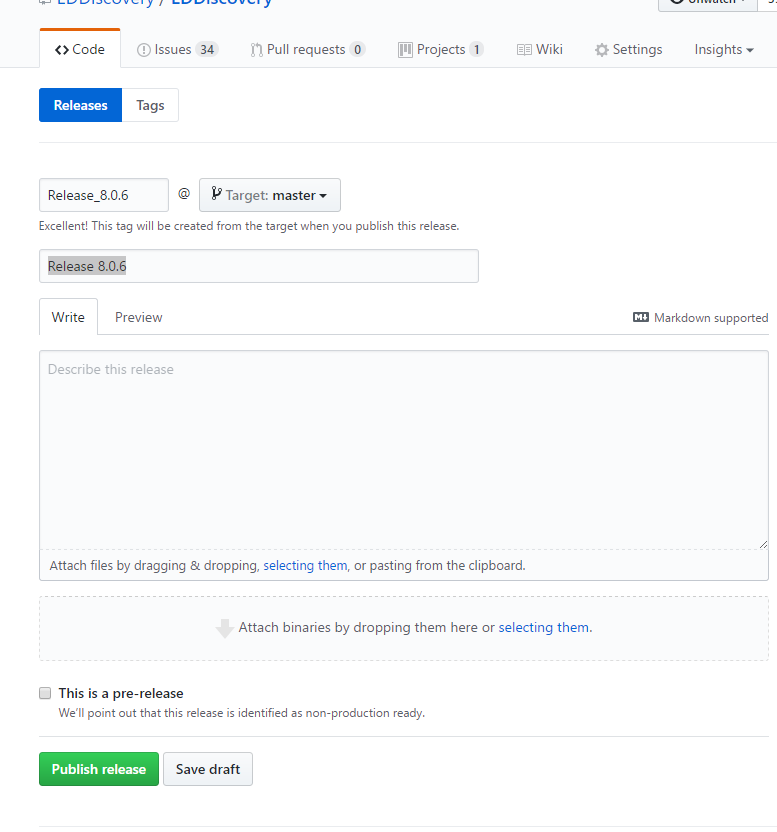 EDDiscovery / EDDiscovery
Unwatch
Code Issues 34 Pull requests 0 Projects 1 Wiki Settings Insights
Releases Tags
Release_8.0.6 @ Target: master
Excellent! This tag will be created from the target when you publish this release.
Release 8.0.6
Write Preview Markdown supported
Describe this release
Attach files by dragging & dropping, selecting them, or pasting from the clipboard.
Attach binaries by dropping them here or selecting them.
This is a pre-release
We’ll point out that this release is identified as non-production ready.
Publish release Save draft